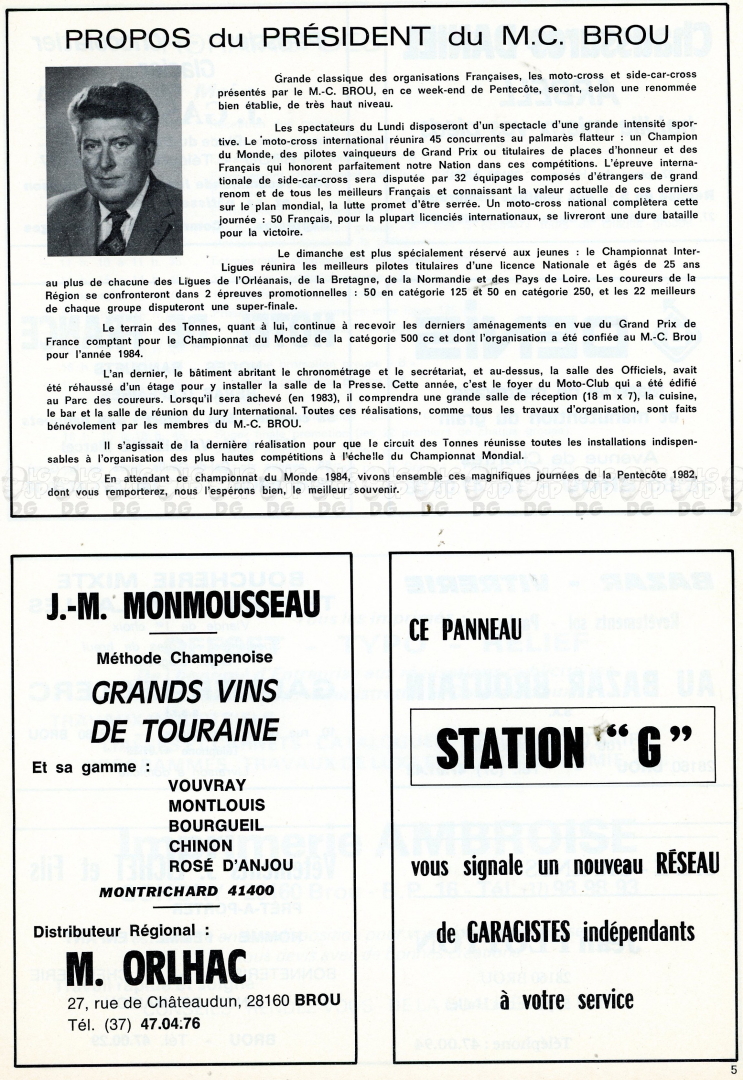 PROPOS du PRÉSIDENT du M.C. BROU
Grande classique des organisations Françaises, les moto-cross et side-car-cross
présentés par le M.-C. BROU, en ce week-end de Pentecôte, seront, selon une renommée
bien établie, de très haut niveau.
Les spectateurs du Lundi disposeront d'un spectacle d'une grande intensité spor-
tive. Le moto-cross international réunira 45 concurrents au palmarès flatteur : un Champion
du Monde, des pilotes vainqueurs de Grand Prix ou titulaires de places d'honneur et des
Français qui honorent parfaitement notre Nation dans ces compétitions. L'épreuve interna-
tionale de side-car-cross sera disputée par 32 équipages composés d'étrangers de grand
renom et de tous les meilleurs Français et connaissant la valeur actuelle de ces derniers
sur le plan mondial, la lutte promet d'être serrée. Un moto-cross national complètera cette
journée : 50 Français, pour la plupart licenciés internationaux, se livreront une dure bataille
pour la victoire.
Le dimanche est plus spécialement réservé aux jeunes : le Championnat Inter-
Ligues réunira les meilleurs pilotes titulaires d'une licence Nationale et âgés de 25 ans
au plus de chacune des Ligues de l'Orléanais, de la Bretagne, de la Normandie et des Pays de Loire. Les coureurs de la
Région se confronteront dans 2 épreuves promotionnelles : 50 en catégorie 125 et 50 en catégorie 250, et les 22 meilleurs
de chaque groupe disputeront une super-finale.
Le terrain des Tonnes, quant à lui, continue à recevoir les derniers aménagements en vue du Grand Prix de
France comptant pour le Championnat du Monde de la catégorie 500 cc et dont l'organisation a été confiée au M.-C. Brou
pour l'année 1984.
L'an dernier, le bâtiment abritant le chronométrage et le secrétariat, et au-dessus, la salle des Officiels, avait
été réhaussé d'un étage pour y installer la salle de la Presse. Cette année, c'est le foyer du Moto-Club qui a été édifié
au Parc des coureurs. Lorsqu'il sera achevé (en 1983), il comprendra une grande salle de réception (18 m x 7), la cuisine,
le bar et la salle de réunion du Jury International. Toutes ces réalisations, comme tous les travaux d'organisation, sont faits
bénévolement par les membres du M.-C. BROU.
Il s'agissait de la dernière réalisation pour que le circuit des Tonnes réunisse toutes les installations indispen-
sables à l'organisation des plus hautes compétitions à l'échelle du Championnat Mondial.
En attendant ce championnat du Monde 1984, vivons ensemble ces magnifiques journées de la Pentecôte 1982,
dont vous remporterez, nous l'espérons bien, le meilleur souvenir.
J.-M. MONMOUSSEAU
Méthode Champenoise
GRANDS VINS
DE TOURAINE
Et sa gamme :
VOUVRAY
MONTLOUIS
BOURGUEIL
CHINON
ROSÉ D'ANJOU
MONTRICHARD 41400
Distributeur Régional :
M. ORLHAC
27, rue de Châteaudun, 28160 BROU
Tél. (37) 47.04.76
CE PANNEAU
STATION "G"
vous signale un nouveau RÉSEAU
de GARAGISTES indépendants
à votre service
5